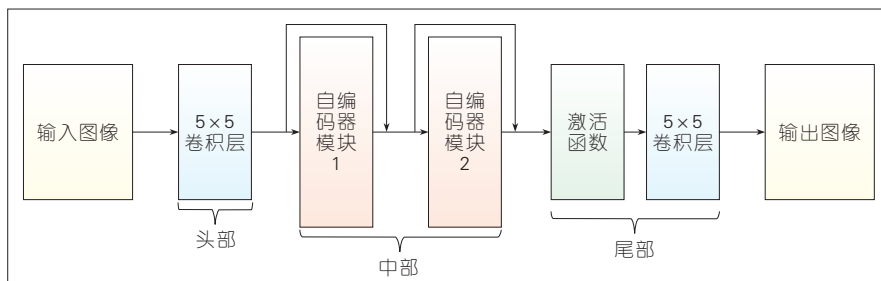 输入图像
5×5
卷积层
自编
码器
模块
1
自编
码器
模块
2
激活
函数
5×5
卷积层
输出图像
头部
中部
尾部